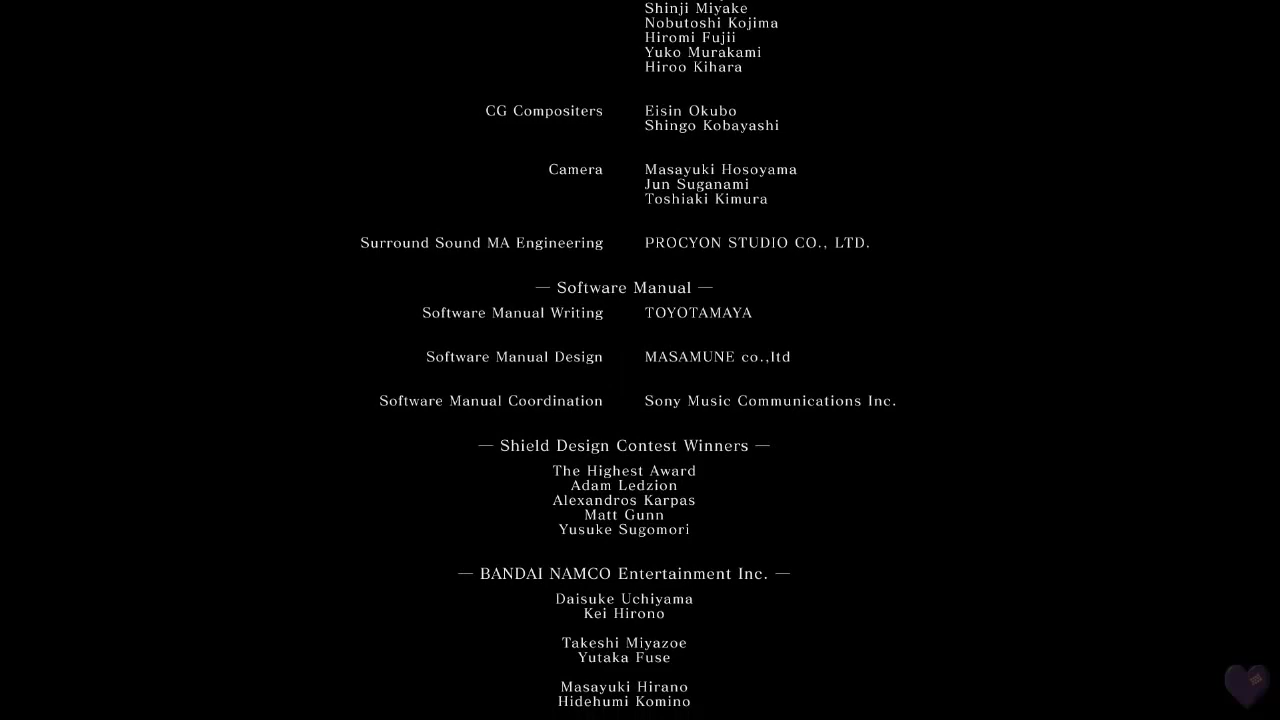 Shinji Miyake
Nobutoshi Kojima
Hiromi Fujii
Yuko Murakami
Hiroo Kihara
CG Compositers Eisin Okubo
Shingo Kobayashi
Camera Masayuki Hosoyama
Jun Suganami
Toshiaki Kimura
Surround Sound MA Engineering PROCYON STUDIO CO., LTD.
— Software Manual —
Software Manual Writing TOYOTAMAYA
Software Manual Design MASAMUNE co.,ltd
Software Manual Coordination Sony Music Communications Inc.
— Shield Design Contest Winners —
The Highest Award
Adam Ledzion
Alexandros Karpas
Matt Gunn
Yusuke Sugomori
— BANDAI NAMCO Entertainment Inc. —
Daisuke Uchiyama
Kei Hirono
Takeshi Miyazoe
Yutaka Fuse
Masayuki Hirano
Hidehumi Komino